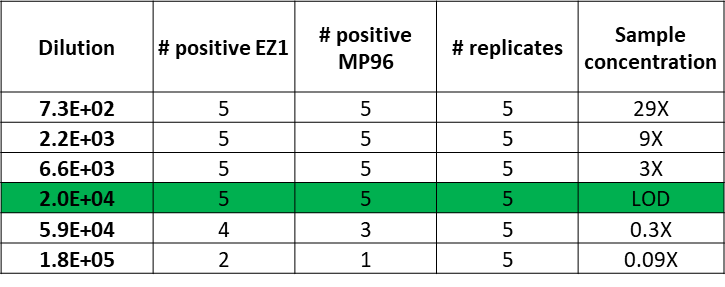 Dilution # positive EZ1 # positive MP96 # replicates Sample concentration
7.3E+02 5 5 5 29X
2.2E+03 5 5 5 9X
6.6E+03 5 5 5 3X
2.0E+04 5 5 5 LOD
5.9E+04 4 3 5 0.3X
1.8E+05 2 1 5 0.09X